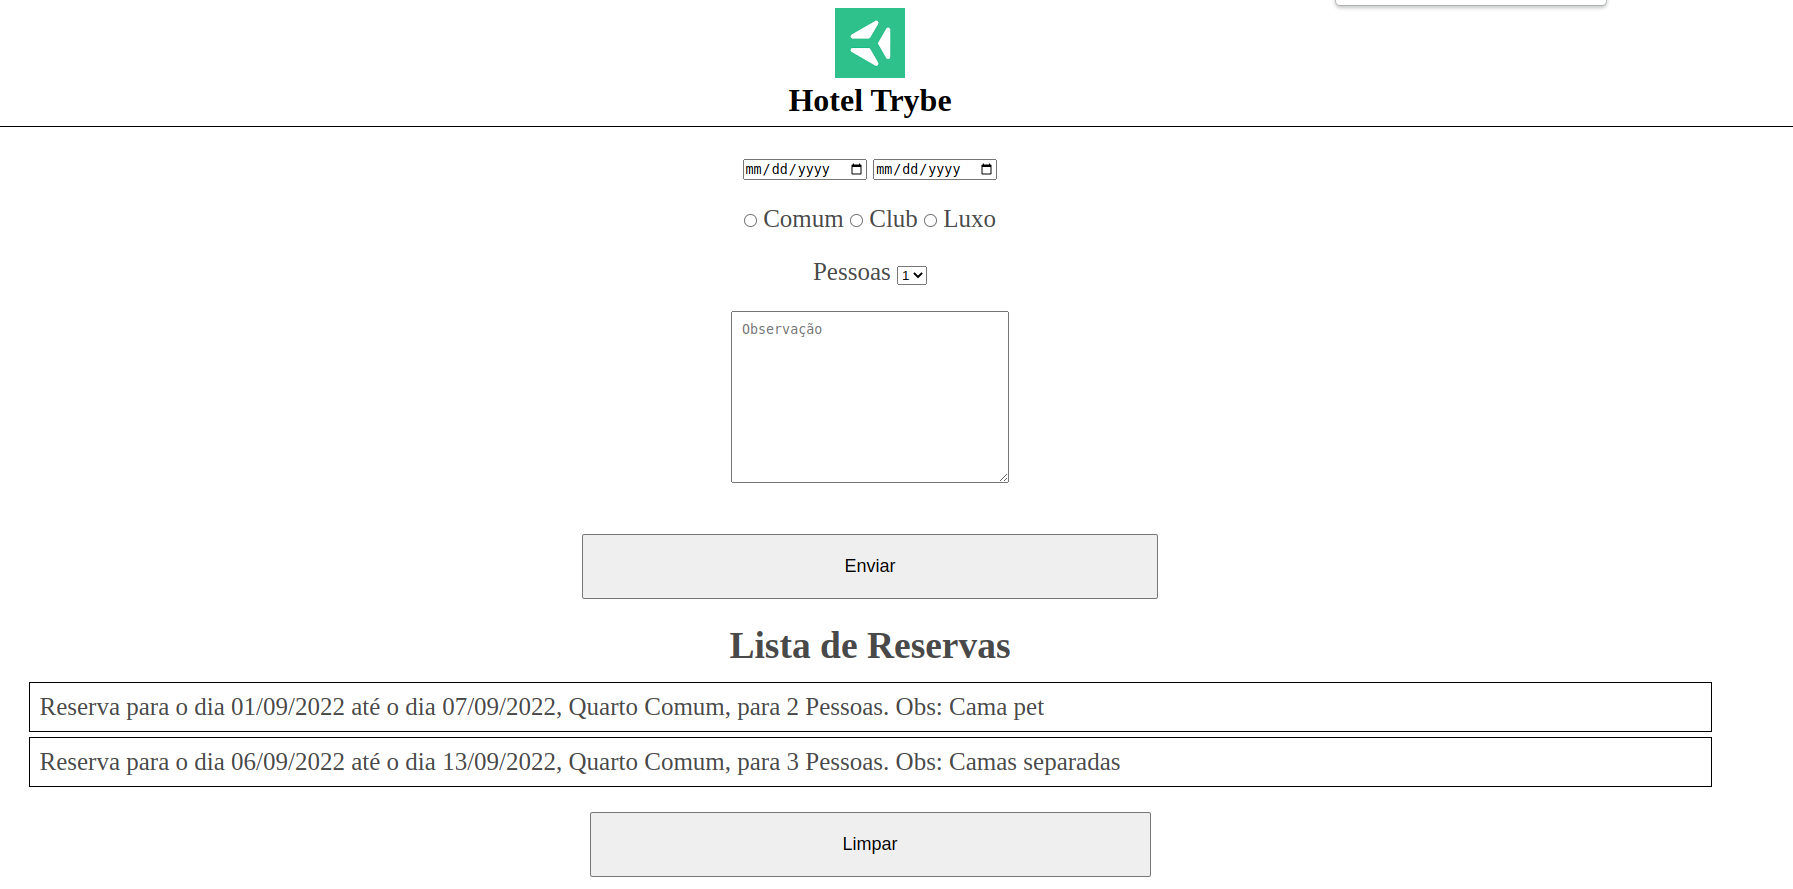 Hotel Trybe
mm/dd/yyyy mm/dd/yyyy
Comum Club Luxo
Pessoas 1
Observação
Enviar
Lista de Reservas
Reserva para o dia 01/09/2022 até o dia 07/09/2022, Quarto Comum, para 2 Pessoas. Obs: Cama pet
Reserva para o dia 06/09/2022 até o dia 13/09/2022, Quarto Comum, para 3 Pessoas. Obs: Camas separadas
Limpar